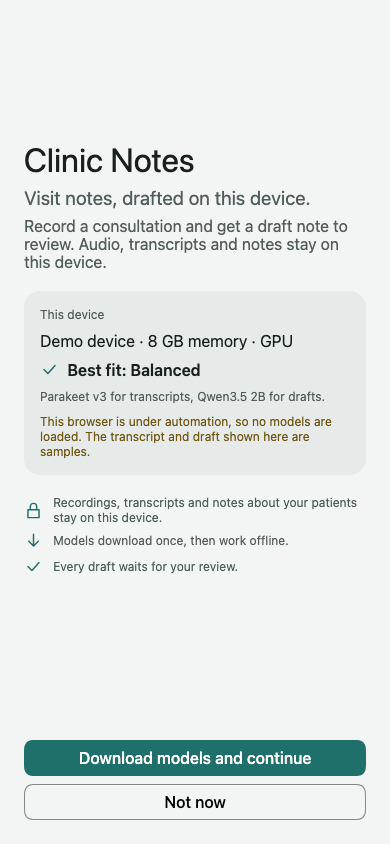 Clinic Notes
Visit notes, drafted on this device.
Record a consultation and get a draft note to
review. Audio, transcripts and notes stay on
this device.
This device
Demo device · 8 GB memory · GPU
Best fit: Balanced
Parakeet v3 for transcripts, Qwen3.5 2B for drafts.
This browser is under automation, so no models are
loaded. The transcript and draft shown here are
samples.
Recordings, transcripts and notes about your patients
stay on this device.
Models download once, then work offline.
Every draft waits for your review.
Download models and continue
Not now